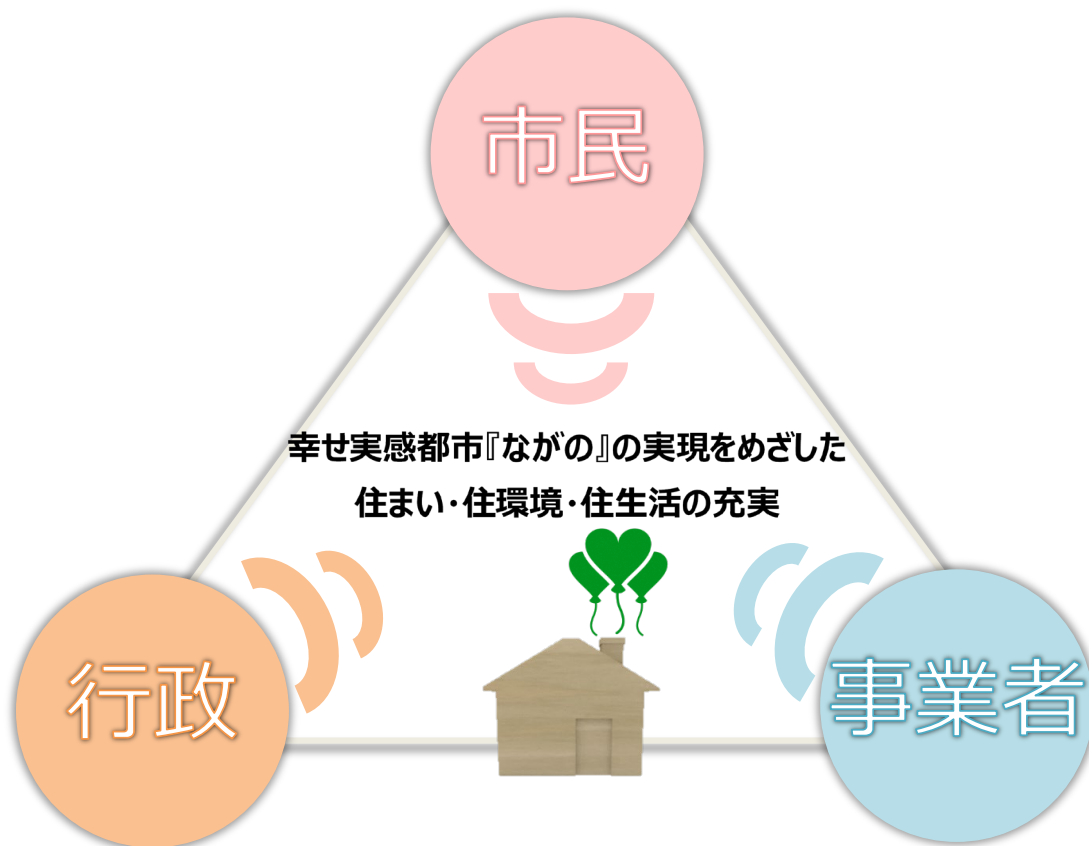 市民
幸せ実感都市『ながの』の実現をめざした
住まい・住環境・住生活の充実
行政
事業者